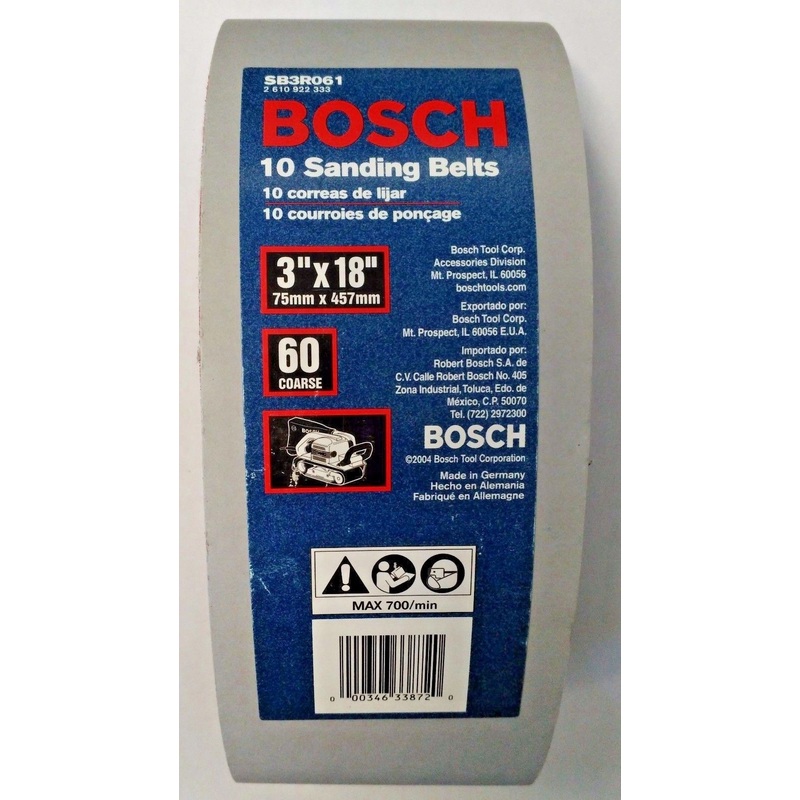 SB3R061
2 610 922 333
BOSCH
10 Sanding Belts
10 correas de lijar
10 courroies de ponçage
3"x18"
75mm x 457mm
60
COARSE
BOSCH
Bosch Tool Corp.
Accessories Division
Mt. Prospect, IL 60056
boschtools.com
Exportado por:
Bosch Tool Corp.
Mt. Prospect, IL 60056 E.U.A.
Importado por:
Robert Bosch S.A. de
C.V. Calle Robert Bosch No. 405
Zona Industrial, Toluca, Edo. de
México, C.P. 50070
Tel. (722) 2972300
BOSCH
©2004 Bosch Tool Corporation
Made in Germany
Hecho en Alemania
Fabriqué en Allemagne
MAX 700/min
0 00346 33872 0